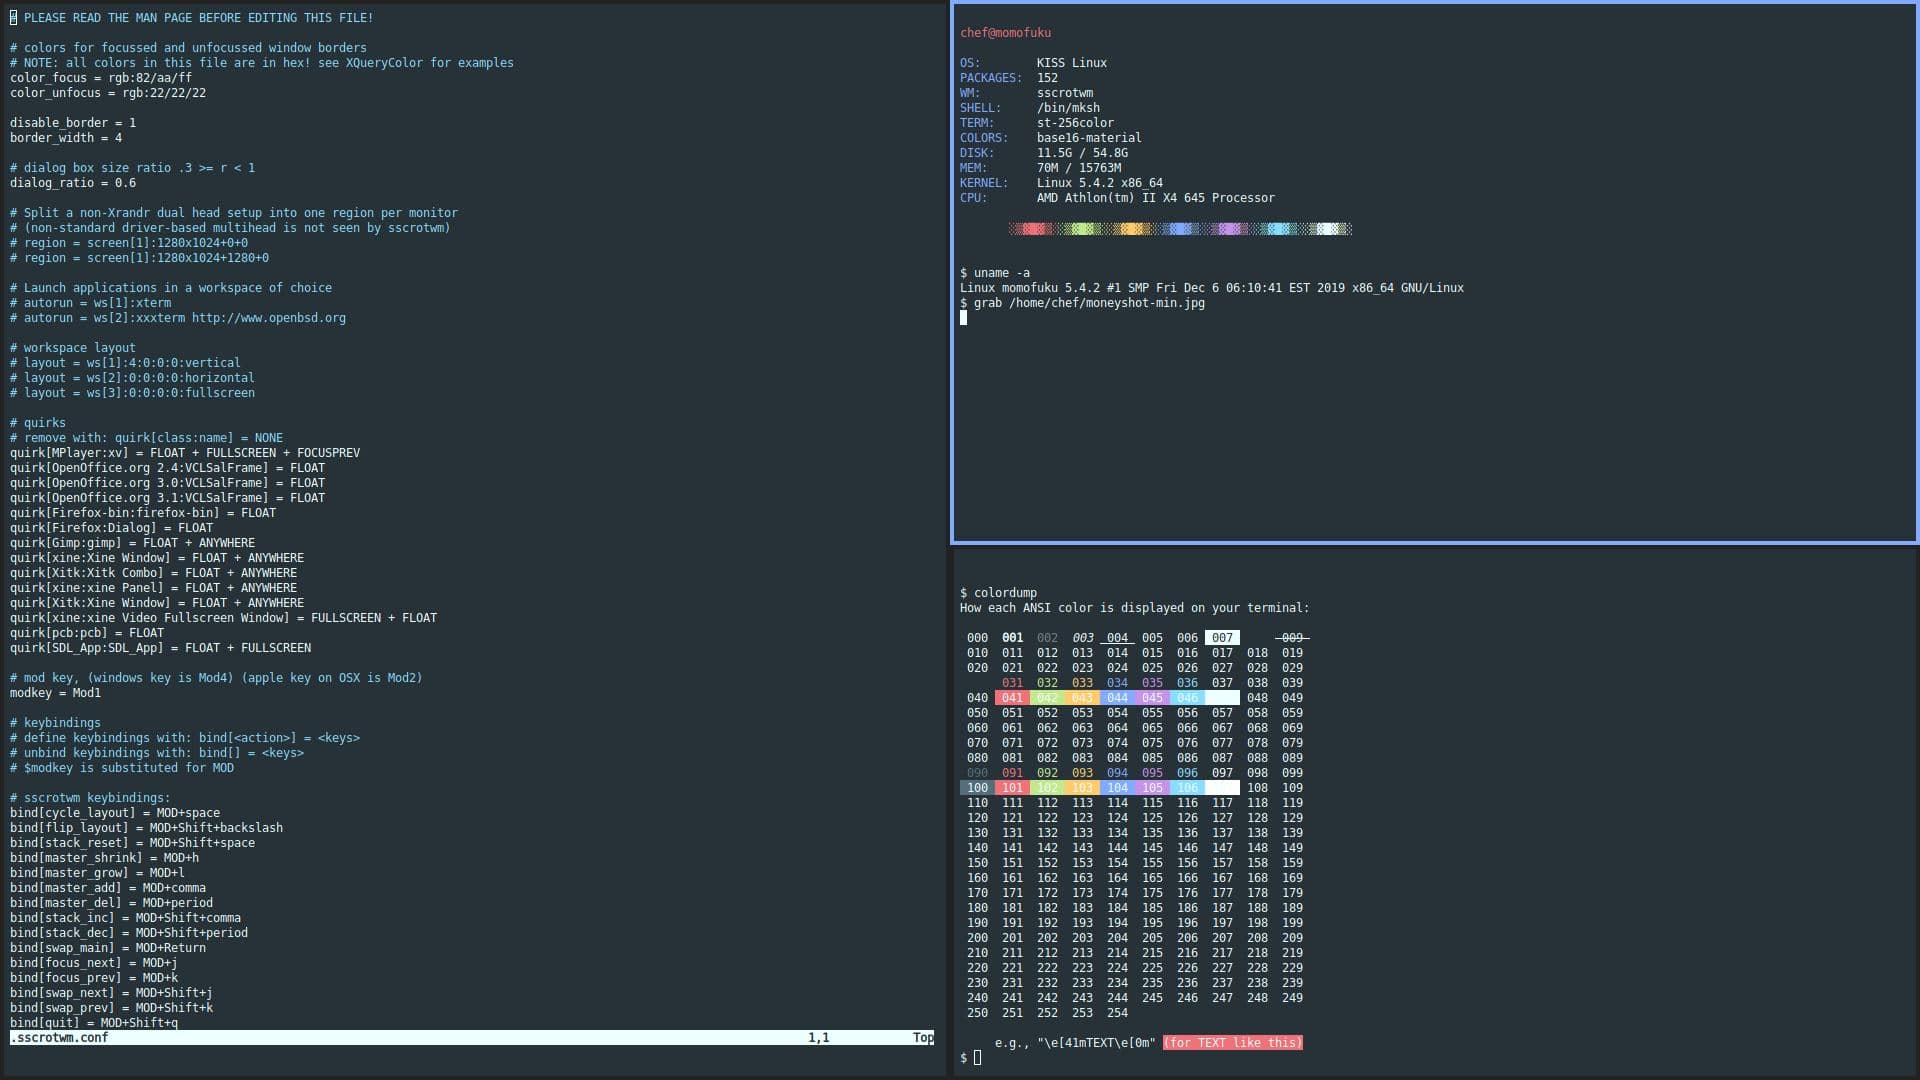 # PLEASE READ THE MAN PAGE BEFORE EDITING THIS FILE!
# colors for focussed and unfocussed window borders
# NOTE: all colors in this file are in hex! see XQueryColor for examples
color_focus = rgb:82/aa/ff
color_unfocus = rgb:22/22/22
disable_border = 1
border_width = 4
# dialog box size ratio .3 >= r < 1
dialog_ratio = 0.6
# Split a non-Xrandr dual head setup into one region per monitor
# (non-standard driver-based multihead is not seen by sscrotwm)
# region = screen[1]:1280x1024+0+0
# region = screen[1]:1280x1024+1280+0
# Launch applications in a workspace of choice
# autorun = ws[1]:xterm
# autorun = ws[2]:xxxterm http://www.openbsd.org
# workspace layout
# layout = ws[1]:4:0:0:0:vertical
# layout = ws[2]:0:0:0:0:horizontal
# layout = ws[3]:0:0:0:0:fullscreen
# quirks
# remove with: quirk[class:name] = NONE
quirk[MPlayer:xv] = FLOAT + FULLSCREEN + FOCUSPREV
quirk[OpenOffice.org 2.4:VCLSalFrame] = FLOAT
quirk[OpenOffice.org 3.0:VCLSalFrame] = FLOAT
quirk[OpenOffice.org 3.1:VCLSalFrame] = FLOAT
quirk[Firefox-bin:firefox-bin] = FLOAT
quirk[Firefox:Dialog] = FLOAT
quirk[Gimp:gimp] = FLOAT + ANYWHERE
quirk[xine:Xine Window] = FLOAT + ANYWHERE
quirk[Xitk:Xitk Combo] = FLOAT + ANYWHERE
quirk[xine:xine Panel] = FLOAT + ANYWHERE
quirk[Xitk:Xine Window] = FLOAT + ANYWHERE
quirk[xine:xine Video Fullscreen Window] = FULLSCREEN + FLOAT
quirk[pcb:pcb] = FLOAT
quirk[SDL_App:SDL_App] = FLOAT + FULLSCREEN
# mod key, (windows key is Mod4) (apple key on OSX is Mod2)
modkey = Mod1
# keybindings
# define keybindings with: bind[<action>] = <keys>
# unbind keybindings with: bind[] = <keys>
# $modkey is substituted for MOD
# sscrotwm keybindings:
bind[cycle_layout] = MOD+space
bind[flip_layout] = MOD+Shift+backslash
bind[stack_reset] = MOD+Shift+space
bind[master_shrink] = MOD+h
bind[master_grow] = MOD+l
bind[master_add] = MOD+comma
bind[master_del] = MOD+period
bind[stack_inc] = MOD+Shift+comma
bind[stack_dec] = MOD+Shift+period
bind[swap_main] = MOD+Return
bind[focus_next] = MOD+j
bind[focus_prev] = MOD+k
bind[swap_next] = MOD+Shift+j
bind[swap_prev] = MOD+Shift+k
bind[quit] = MOD+Shift+q
.sscrotwm.conf 1,1 Top
chef@momofuku
OS: KISS Linux
PACKAGES: 152
WM: sscrotwm
SHELL: /bin/mksh
TERM: st-256color
COLORS: base16-material
DISK: 11.5G / 54.8G
MEM: 70M / 15763M
KERNEL: Linux 5.4.2 x86_64
CPU: AMD Athlon(tm) II X4 645 Processor
$ uname -a
Linux momofuku 5.4.2 #1 SMP Fri Dec 6 06:10:41 EST 2019 x86_64 GNU/Linux
$ grab /home/chef/moneyshot-min.jpg
$ colordump
How each ANSI color is displayed on your terminal:
000 001 002 003 004 005 006 007 009
010 011 012 013 014 015 016 017 018 019
020 021 022 023 024 025 026 027 028 029
031 032 033 034 035 036 037 038 039
040 041 042 043 044 045 046 048 049
050 051 052 053 054 055 056 057 058 059
060 061 062 063 064 065 066 067 068 069
070 071 072 073 074 075 076 077 078 079
080 081 082 083 084 085 086 087 088 089
090 091 092 093 094 095 096 097 098 099
100 101 102 103 104 105 106 108 109
110 111 112 113 114 115 116 117 118 119
120 121 122 123 124 125 126 127 128 129
130 131 132 133 134 135 136 137 138 139
140 141 142 143 144 145 146 147 148 149
150 151 152 153 154 155 156 157 158 159
160 161 162 163 164 165 166 167 168 169
170 171 172 173 174 175 176 177 178 179
180 181 182 183 184 185 186 187 188 189
190 191 192 193 194 195 196 197 198 199
200 201 202 203 204 205 206 207 208 209
210 211 212 213 214 215 216 217 218 219
220 221 222 223 224 225 226 227 228 229
230 231 232 233 234 235 236 237 238 239
240 241 242 243 244 245 246 247 248 249
250 251 252 253 254
e.g., "\e[41mTEXT\e[0m" (for TEXT like this)
$